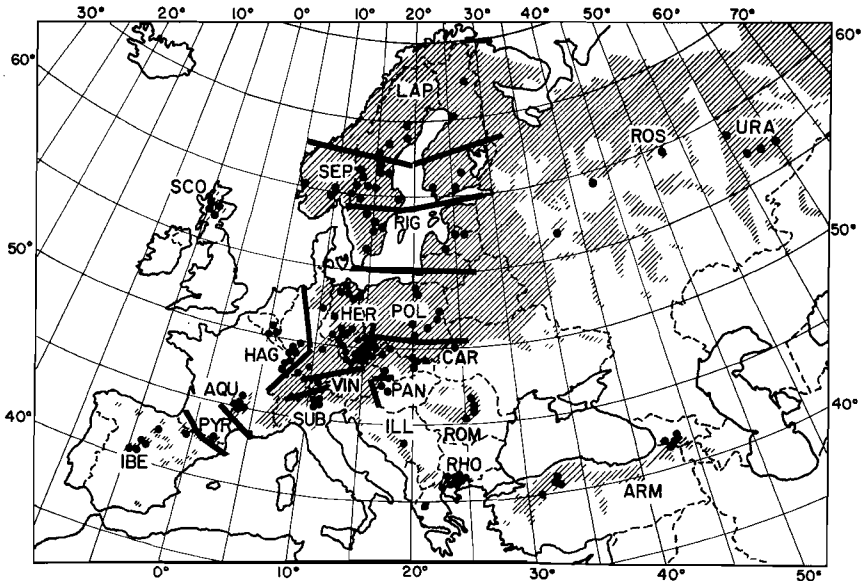 30° 20° 10° 0° 10° 20° 30° 40° 50° 60° 70°
60° 60°
LAP
ROS URA
SEP
SCO
RIG
50° 50°
HER POL
HAG CAR
AQU VIN PAN
40° 40°
PYR SUB ILL
ROM
IBE RHO
ARM
0° 10° 20° 30° 40° 50°